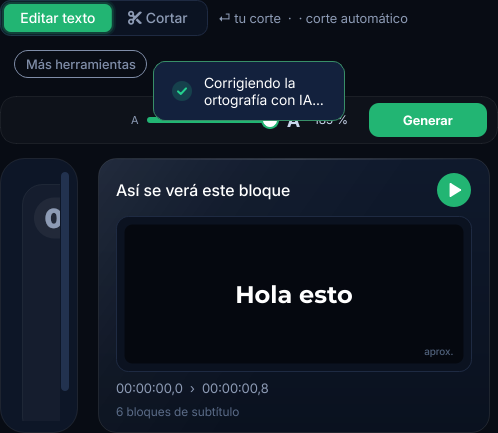 Editar texto
Cortar
⏎ tu corte · · corte automático
Más herramientas
Corrigiendo la
ortografía con IA...
A
A
%
Generar
0
Así se verá este bloque
Hola esto
aprox.
00:00:00,0 › 00:00:00,8
6 bloques de subtítulo